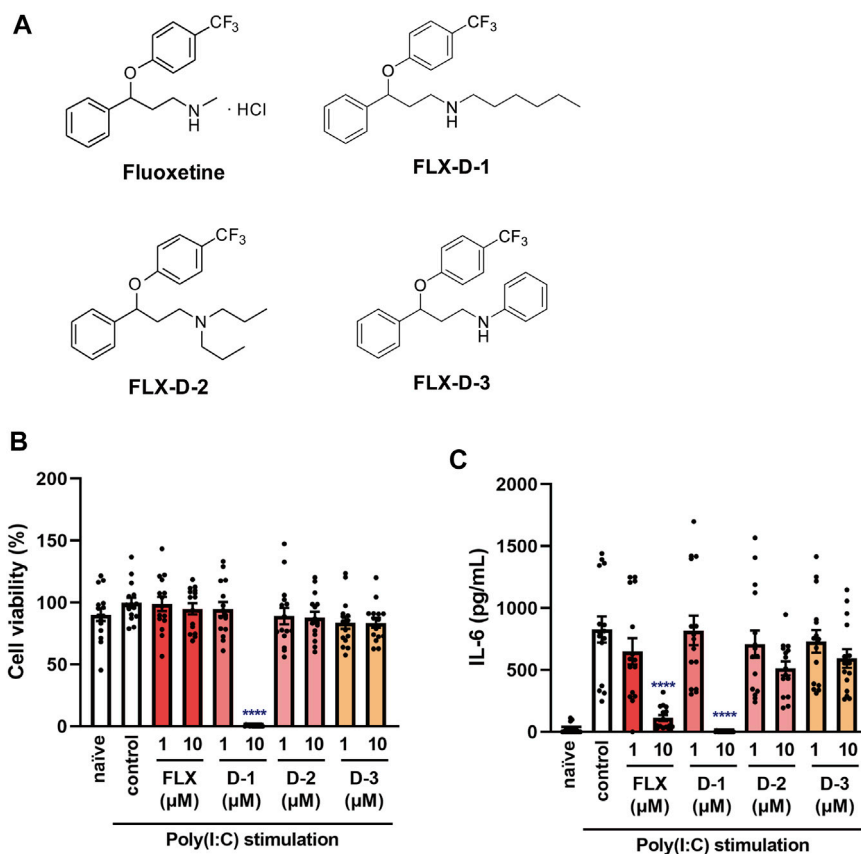 A
CF3
O
N
H
· HCl
Fluoxetine
CF3
O
N
H
FLX-D-1
CF3
O
N
FLX-D-2
CF3
O
N
H
FLX-D-3
B
Cell viability (%)
200
150
100
50
0
****
naïve
control
1 10 1 10 1 10 1 10
FLX D-1 D-2 D-3
(µM) (µM) (µM) (µM)
Poly(I:C) stimulation
C
IL-6 (pg/mL)
2000
1500
1000
500
0
****
****
naïve
control
1 10 1 10 1 10 1 10
FLX D-1 D-2 D-3
(µM) (µM) (µM) (µM)
Poly(I:C) stimulation